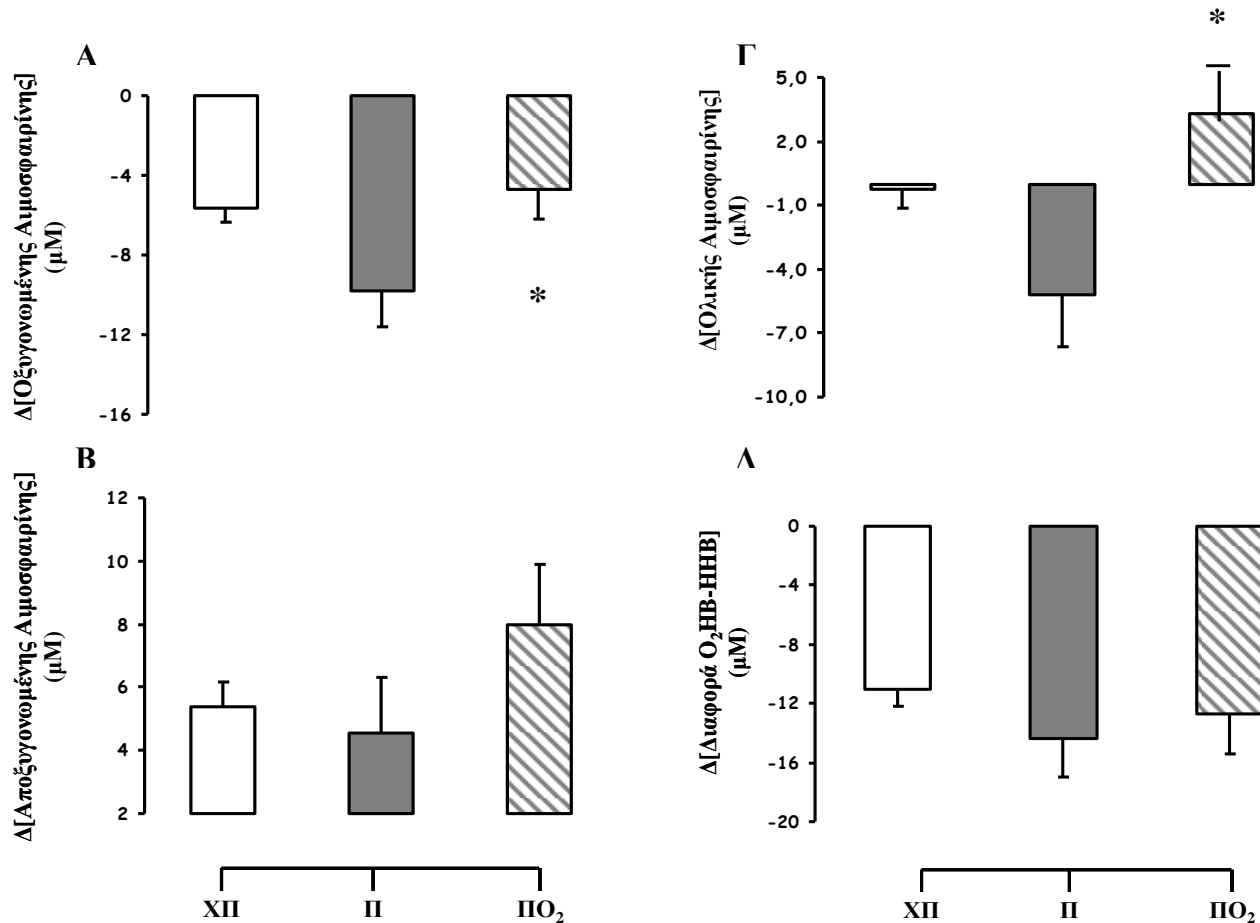 Α
Δ[Οξυγονωμένης Αιμοσφαιρίνης]
(μΜ)
0
-4
-8
-12
-16
*
Γ
Δ[Ολικής Αιμοσφαιρίνης]
(μΜ)
5,0
2,0
-1,0
-4,0
-7,0
-10,0
*
Β
Δ[Αποξυγονωμένης Αιμοσφαιρίνης]
(μΜ)
12
10
8
6
4
2
ΧΠ
Π
ΠΟ₂
Δ
Δ[Διαφορά O₂HB-HHB]
(μΜ)
0
-4
-8
-12
-16
-20
ΧΠ
Π
ΠΟ₂